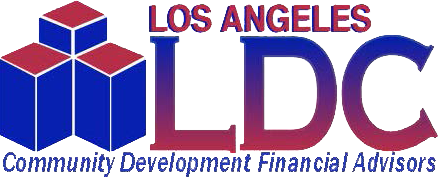 LOS ANGELES
LDC
Community Development Financial Advisors